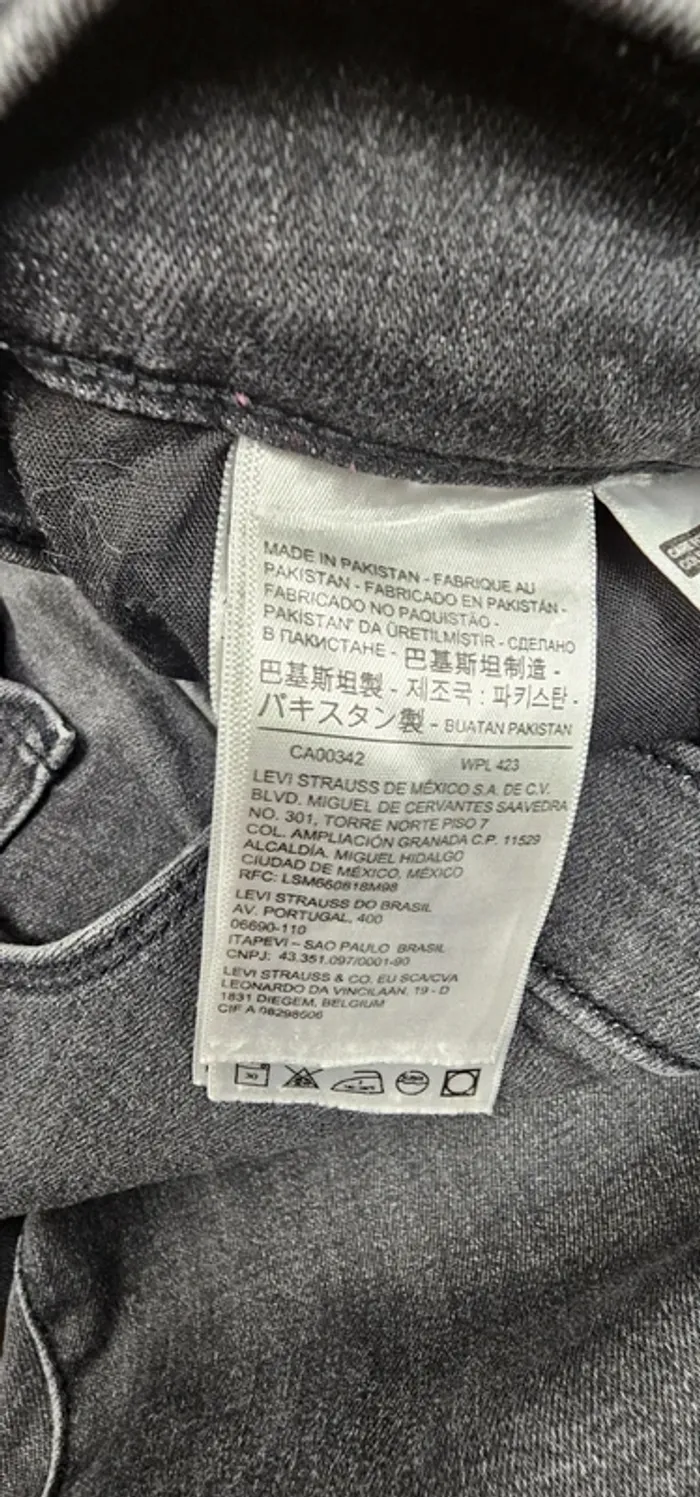 MADE IN PAKISTAN - FABRIQUE AU
PAKISTAN - FABRICADO EN PAKISTÁN -
FABRICADO NO PAQUISTÃO -
PAKİSTAN' DA ÜRETILMİSTİR - СДЕЛАНО
В ПАКИСТАНЕ - 巴基斯坦制造 -
巴基斯坦製 - 제조국 : 파키스탄 -
パキスタン製 - BUATAN PAKISTAN
CA00342 WPL 423
LEVI STRAUSS DE MÉXICO S.A. DE C.V.
BLVD. MIGUEL DE CERVANTES SAAVEDRA
NO. 301, TORRE NORTE PISO 7
COL. AMPLIACIÓN GRANADA C.P. 11529
ALCALDÍA. MIGUEL HIDALGO
CIUDAD DE MÉXICO, MÉXICO
RFC: LSM660818M98
LEVI STRAUSS DO BRASIL
AV. PORTUGAL, 400
06690-110
ITAPEVI – SAO PAULO BRASIL
CNPJ: 43.351.097/0001-90
LEVI STRAUSS & CO. EU SCA/CVA
LEONARDO DA VINCILAAN, 19 - D
1831 DIEGEM, BELGIUM
CIF A 08298606
30